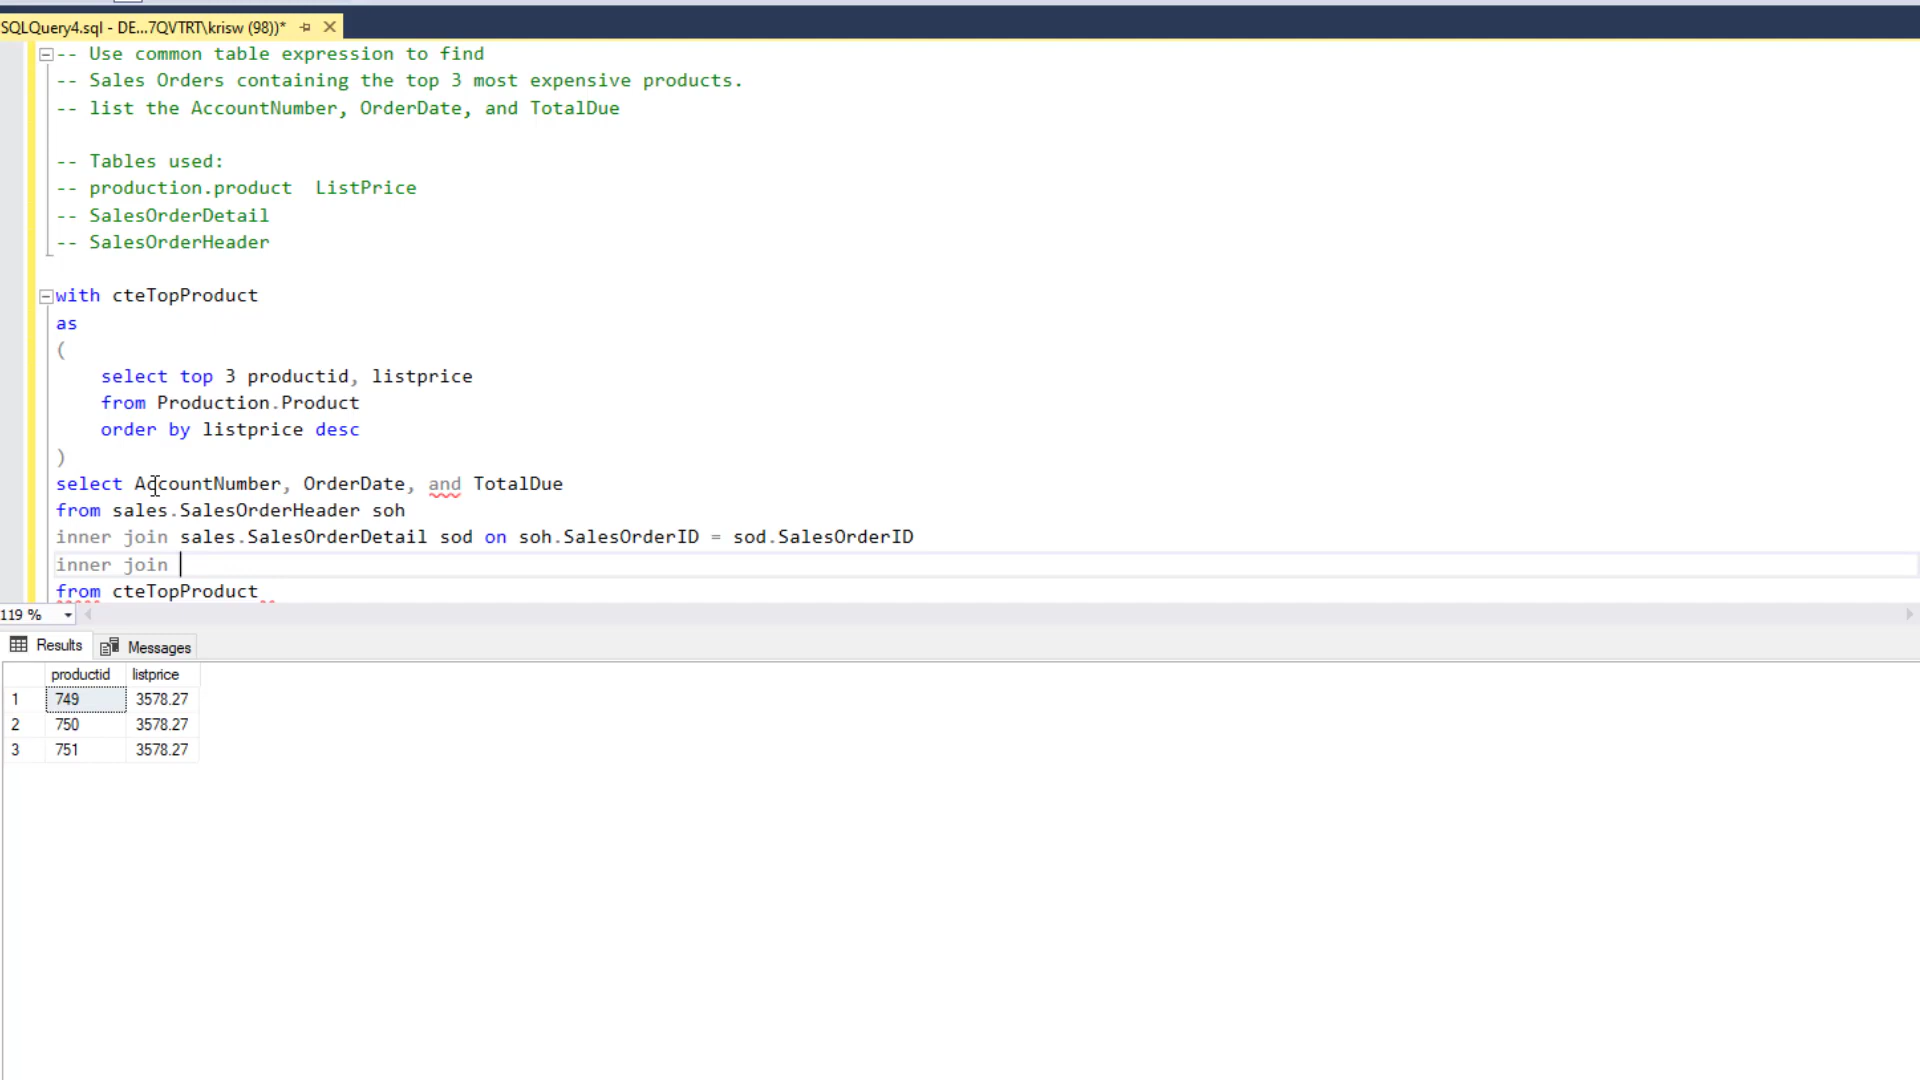 SQLQuery4.sql - DE...7QVTRT\krisw (98))*
-- Use common table expression to find
-- Sales Orders containing the top 3 most expensive products.
-- list the AccountNumber, OrderDate, and TotalDue
-- Tables used:
-- production.product  ListPrice
-- SalesOrderDetail
-- SalesOrderHeader
with cteTopProduct
as
(
select top 3 productid, listprice
from Production.Product
order by listprice desc
)
select AccountNumber, OrderDate, and TotalDue
from sales.SalesOrderHeader soh
inner join sales.SalesOrderDetail sod on soh.SalesOrderID = sod.SalesOrderID
inner join
from cteTopProduct
119 %
Results Messages
productid listprice
1 749 3578.27
2 750 3578.27
3 751 3578.27